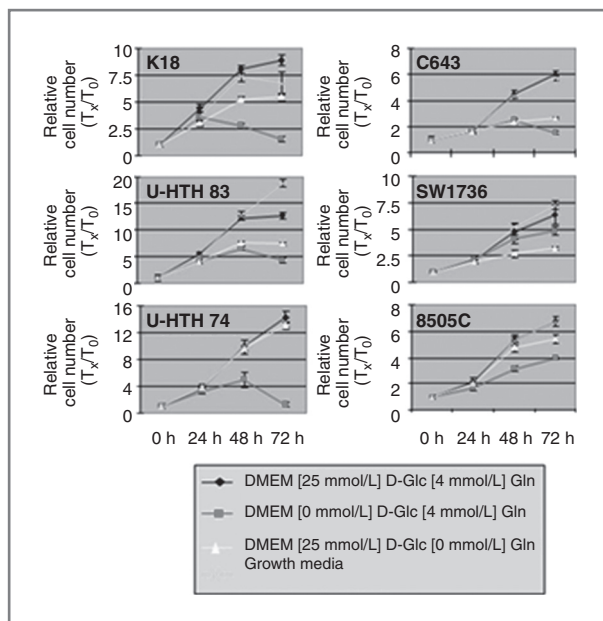 K18
Relative
cell number
(Tx/T0)
10
7.5
5
2.5
0
C643
Relative
cell number
(Tx/T0)
8
6
4
2
0
U-HTH 83
Relative
cell number
(Tx/T0)
20
15
10
5
0
SW1736
Relative
cell number
(Tx/T0)
10
7.5
5
2.5
0
U-HTH 74
Relative
cell number
(Tx/T0)
16
12
8
4
0
0 h 24 h 48 h 72 h
8505C
Relative
cell number
(Tx/T0)
8
6
4
2
0
0 h 24 h 48 h 72 h
DMEM [25 mmol/L] D-Glc [4 mmol/L] Gln
DMEM [0 mmol/L] D-Glc [4 mmol/L] Gln
DMEM [25 mmol/L] D-Glc [0 mmol/L] Gln
Growth media